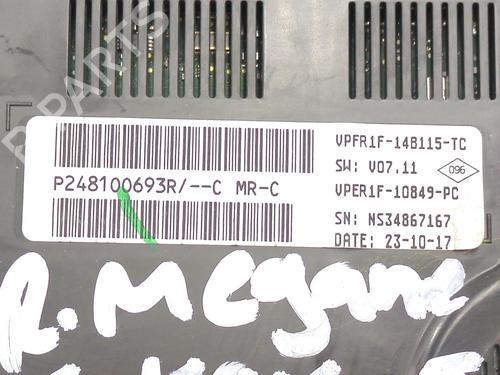 B-PARTS
VPFR1F-14B115-TC
SW: V07.11
096
P248100693R/--C MR-C
VPER1F-10849-PC
SN: NS34867167
DATE: 23-10-17
R. Megane